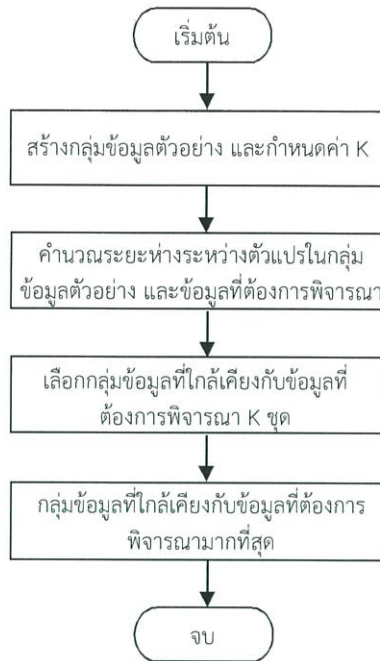 เริ่มต้น
สร้างกลุ่มข้อมูลตัวอย่าง และกำหนดค่า K
คำนวณระยะห่างระหว่างตัวแปรในกลุ่ม
ข้อมูลตัวอย่าง และข้อมูลที่ต้องการพิจารณา
เลือกกลุ่มข้อมูลที่ใกล้เคียงกับข้อมูลที่
ต้องการพิจารณา K ชุด
กลุ่มข้อมูลที่ใกล้เคียงกับข้อมูลที่ต้องการ
พิจารณามากที่สุด
จบ